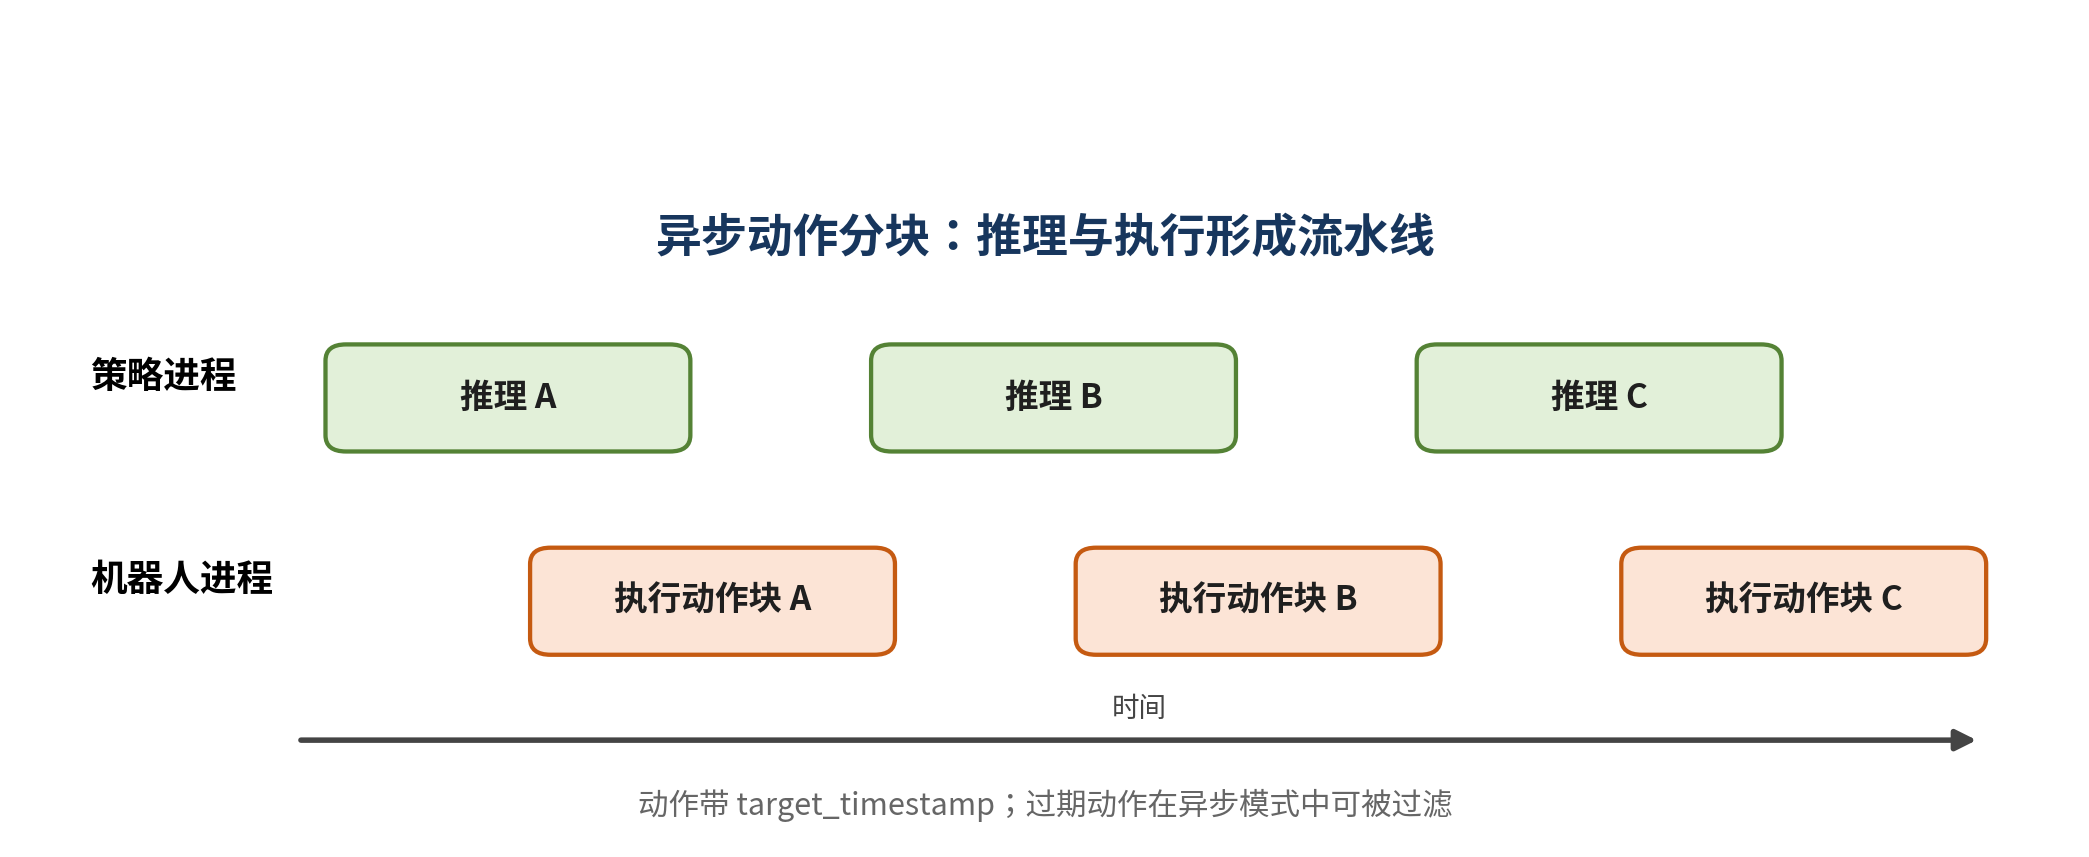 异步动作分块：推理与执行形成流水线
策略进程
推理 A
推理 B
推理 C
机器人进程
执行动作块 A
执行动作块 B
执行动作块 C
时间
动作带 target_timestamp；过期动作在异步模式中可被过滤